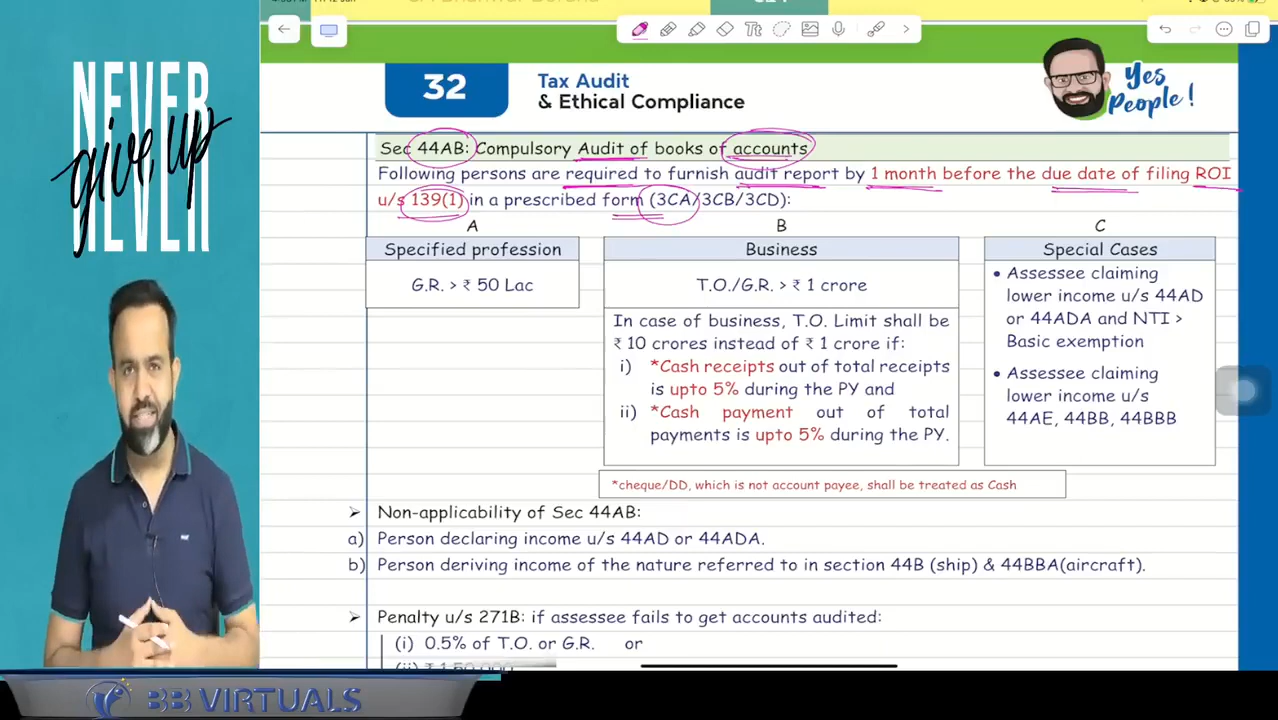 NEVER
give up
NEVER
32
Tax Audit
& Ethical Compliance
Yes
People !
Sec 44AB: Compulsory Audit of books of accounts
Following persons are required to furnish audit report by 1 month before the due date of filing ROI
u/s 139(1) in a prescribed form (3CA/3CB/3CD):
A
B
C
Specified profession
G.R. > ₹ 50 Lac
Business
T.O./G.R. > ₹ 1 crore
In case of business, T.O. Limit shall be
₹ 10 crores instead of ₹ 1 crore if:
i) *Cash receipts out of total receipts
is upto 5% during the PY and
ii) *Cash payment out of total
payments is upto 5% during the PY.
Special Cases
• Assessee claiming
lower income u/s 44AD
or 44ADA and NTI >
Basic exemption
• Assessee claiming
lower income u/s
44AE, 44BB, 44BBB
*cheque/DD, which is not account payee, shall be treated as Cash
➤ Non-applicability of Sec 44AB:
a) Person declaring income u/s 44AD or 44ADA.
b) Person deriving income of the nature referred to in section 44B (ship) & 44BBA(aircraft).
➤ Penalty u/s 271B: if assessee fails to get accounts audited:
(i) 0.5% of T.O. or G.R. or
BB VIRTUALS